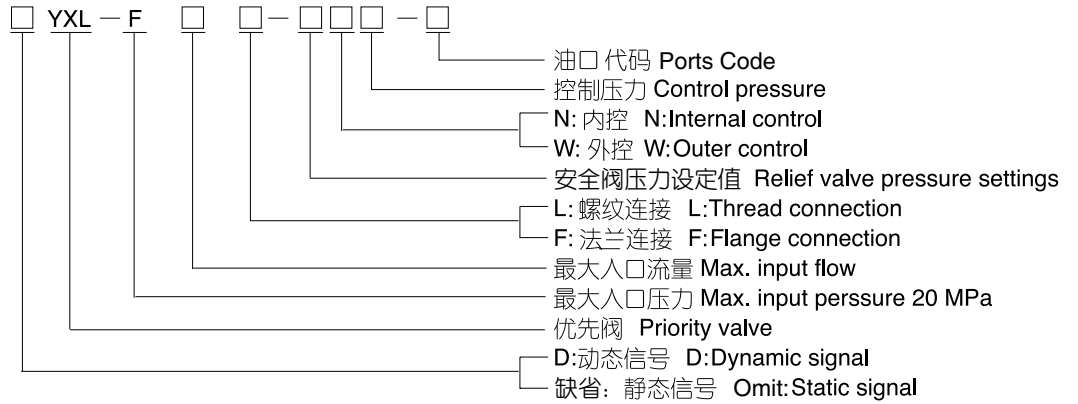 □ YXL－F □ □－□□□－□
油口代码 Ports Code
控制压力 Control pressure
N: 内控 N:Internal control
W: 外控 W:Outer control
安全阀压力设定值 Relief valve pressure settings
L: 螺纹连接 L:Thread connection
F: 法兰连接 F:Flange connection
最大入口流量 Max. input flow
最大入口压力 Max. input perssure 20 MPa
优先阀 Priority valve
D:动态信号 D:Dynamic signal
缺省：静态信号 Omit:Static signal